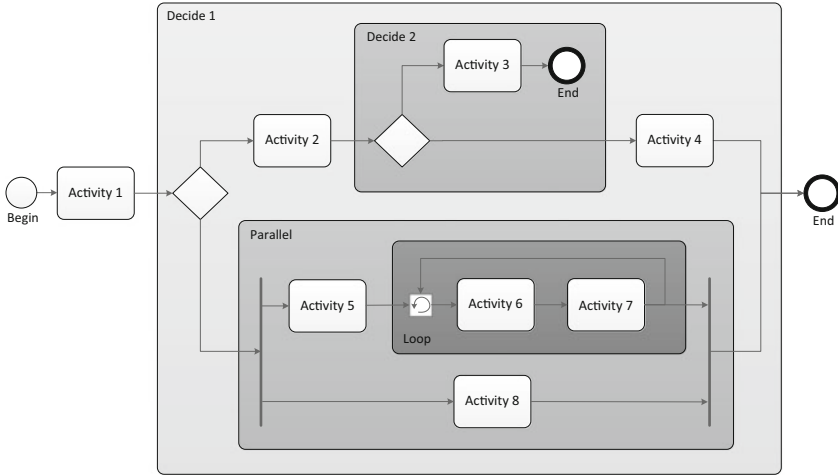 Decide 1
Decide 2
Activity 3
End
Activity 2
Activity 4
Activity 1
Begin
End
Parallel
Activity 5
Activity 6
Activity 7
Loop
Activity 8